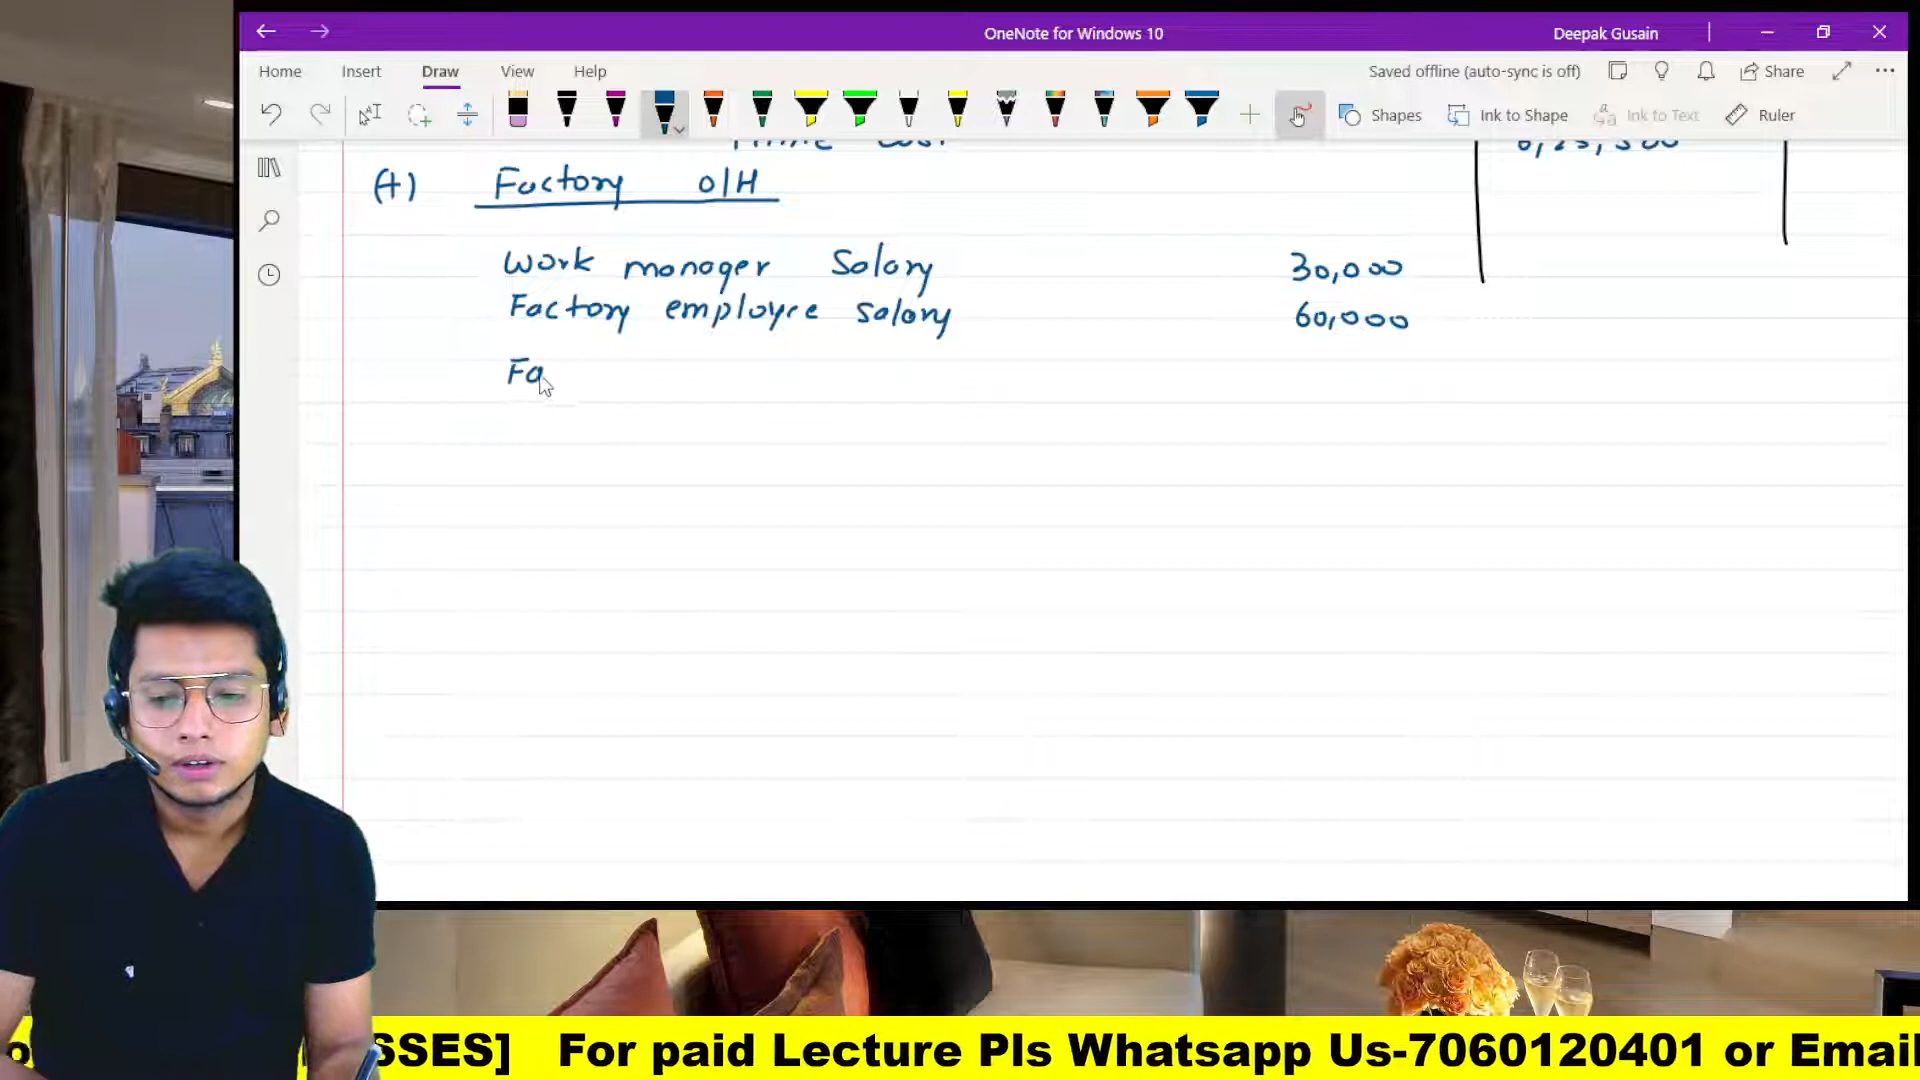 OneNote for Windows 10
Deepak Gusain
Home Insert Draw View Help
Saved offline (auto-sync is off)
Share
Shapes
Ink to Shape
Ink to Text
Ruler
Prime Cost
(+) Factory O/H
Work manager Salary 30,000
Factory employee salary 60,000
Fa
SSES] For paid Lecture Pls Whatsapp Us-7060120401 or Email